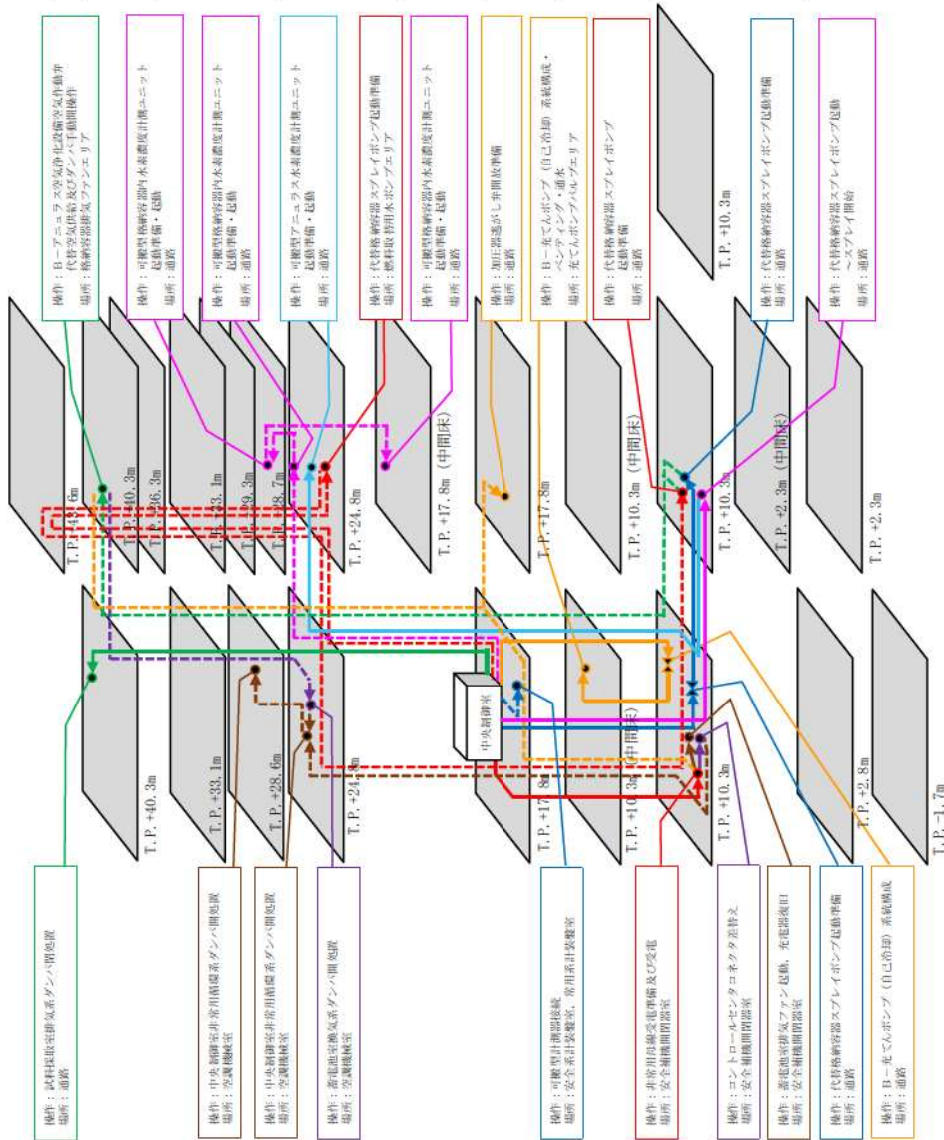 操作：B－アニュラス空気浄化設備空気作動弁
代替空気供給及びダンパ手動開操作
場所：格納容器排気ファンエリア
操作：可搬型格納容器内水素濃度計測ユニット
起動準備・起動
場所：通路
操作：可搬型格納容器内水素濃度計測ユニット
起動準備・起動
場所：通路
操作：可搬型アニュラス水素濃度計測ユニット
起動準備・起動
場所：通路
操作：代替格納容器スプレイポンプ起動準備
場所：燃料取替用水ポンプエリア
操作：可搬型格納容器内水素濃度計測ユニット
起動準備・起動
場所：通路
操作：加圧器逃がし弁開放準備
場所：通路
操作：B－充てんポンプ（自己冷却）系統構成・
ベンティング・通水
場所：充てんポンプバルブエリア
操作：代替格納容器スプレイポンプ
起動準備
場所：通路
操作：代替格納容器スプレイポンプ起動準備
場所：通路
操作：代替格納容器スプレイポンプ起動
～スプレイ開始
場所：通路
T.P. +43.6m
T.P. +40.3m
T.P. +36.3m
T.P. +33.1m
T.P. +29.3m
T.P. +28.7m
T.P. +24.8m
T.P. +17.8m（中間床）
T.P. +17.8m
T.P. +10.3m（中間床）
T.P. +10.3m
T.P. +2.3m（中間床）
T.P. +2.3m
T.P. +10.3m
中央制御室
T.P. +40.3m
T.P. +33.1m
T.P. +28.6m
T.P. +24.8m
T.P. +17.8m
T.P. +10.3m（中間床）
T.P. +10.3m
T.P. +2.8m
T.P. -1.7m
操作：試料採取室排気系ダンパ閉処置
場所：通路
操作：中央制御室非常用循環系ダンパ開処置
場所：空調機械室
操作：中央制御室非常用循環系ダンパ開処置
場所：空調機械室
操作：蓄電池室換気系ダンパ開処置
場所：空調機械室
操作：可搬型計測器接続
場所：安全系計装盤室，常用系計装盤室
操作：非常用母線受電準備及び受電
場所：安全補機開閉器室
操作：コントロールセンタコネクタ差替え
場所：安全補機開閉器室
操作：蓄電池室排気ファン起動，充電器復旧
場所：安全補機開閉器室
操作：代替格納容器スプレイポンプ起動準備
場所：通路
操作：B－充てんポンプ（自己冷却）系統構成
場所：通路